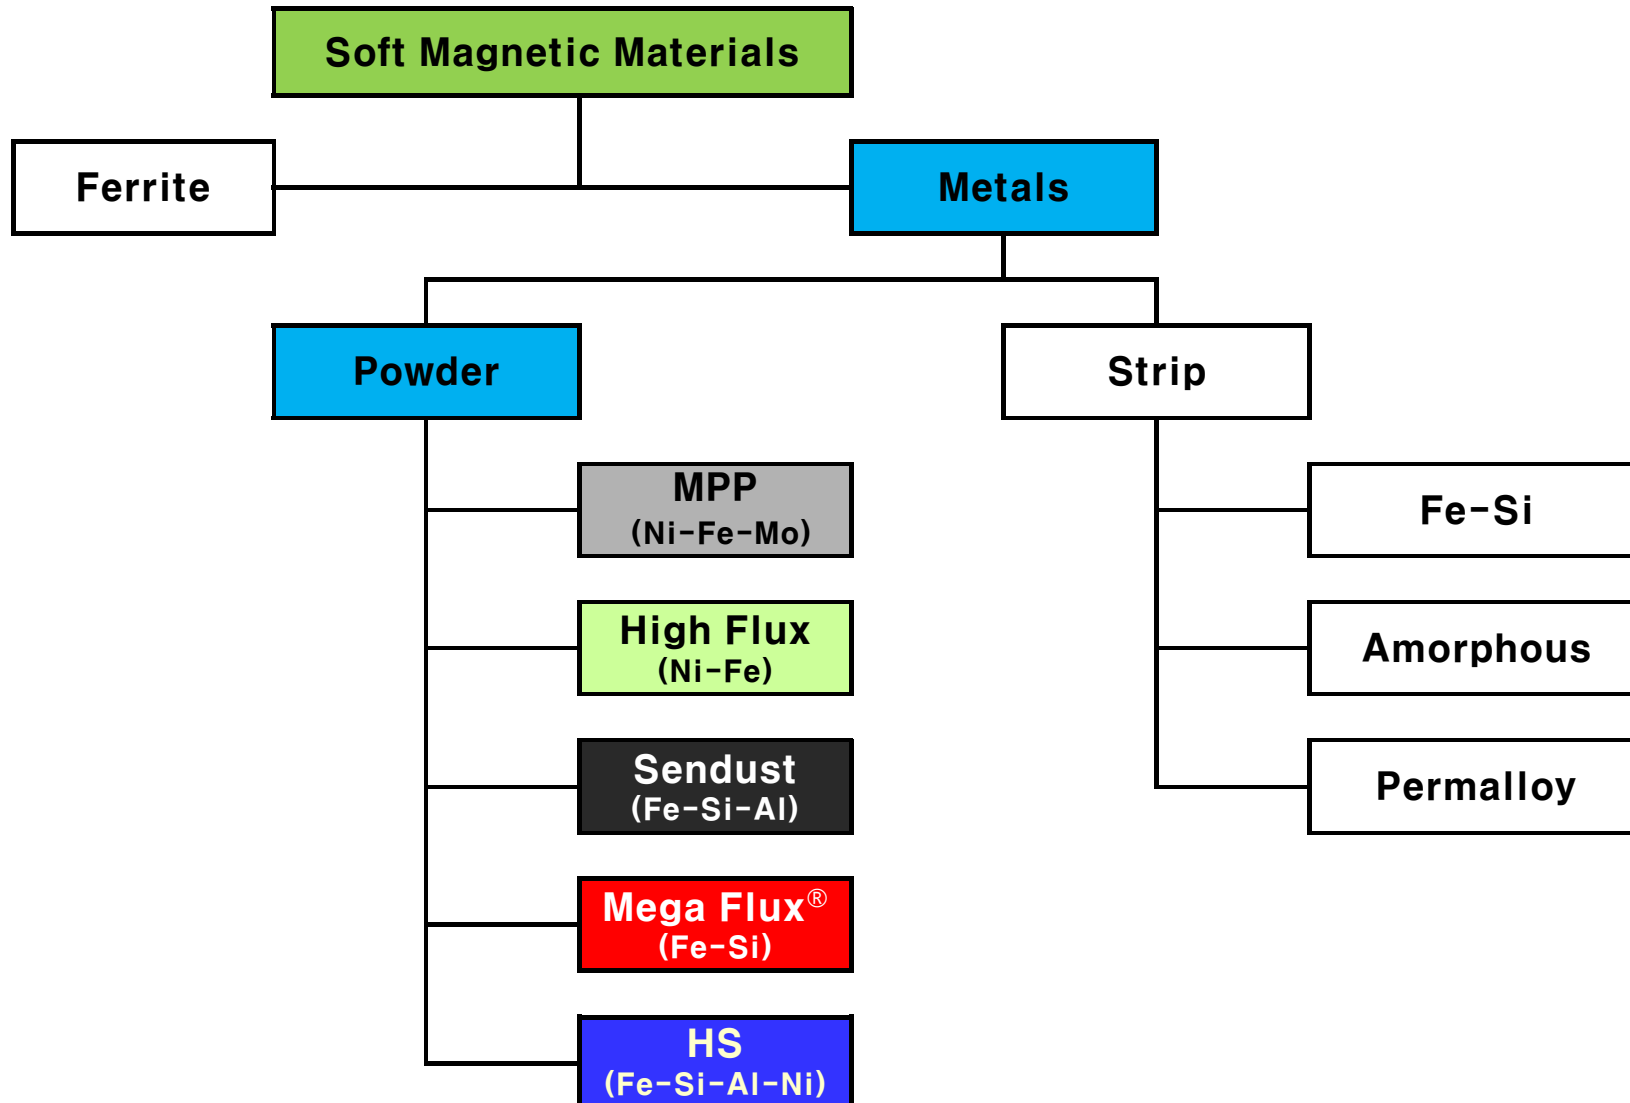 Soft Magnetic Materials
Ferrite
Metals
Powder
Strip
MPP
(Ni-Fe-Mo)
Fe-Si
High Flux
(Ni-Fe)
Amorphous
Sendust
(Fe-Si-Al)
Permalloy
Mega Flux®
(Fe-Si)
HS
(Fe-Si-Al-Ni)